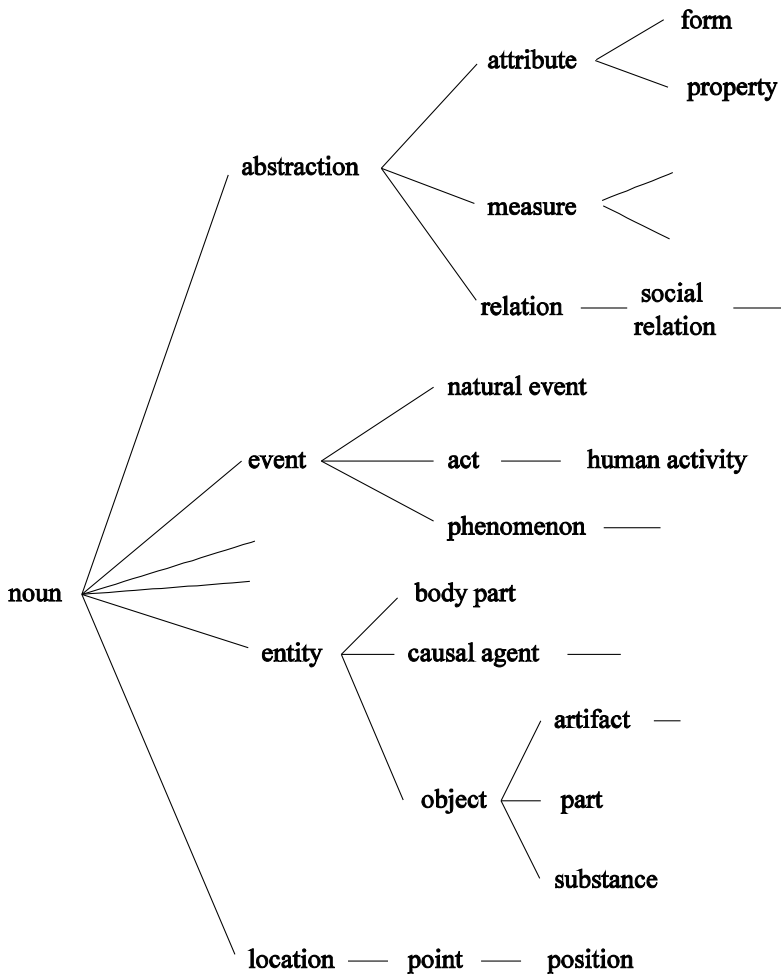 form
attribute
property
abstraction
measure
social
relation
relation
natural event
event
act
human activity
phenomenon
noun
body part
entity
causal agent
artifact
object
part
substance
location
point
position